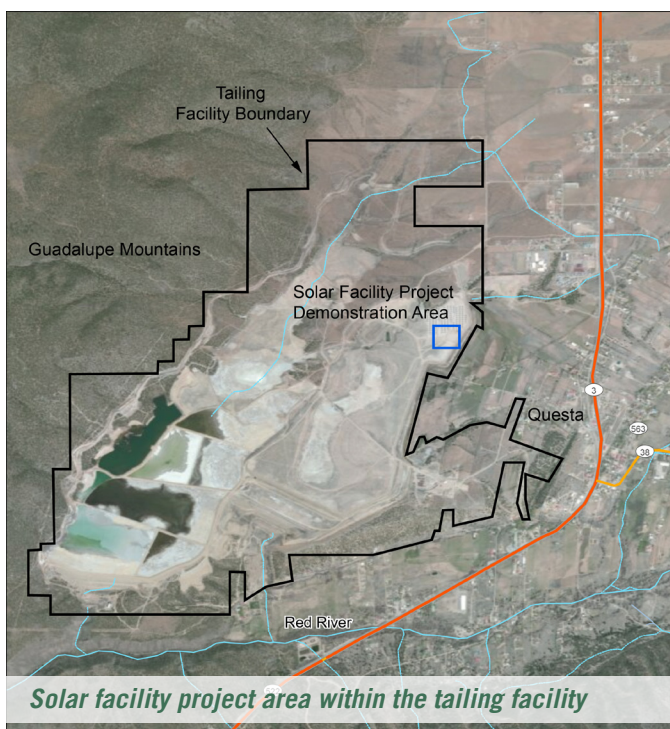 Tailing
Facility Boundary
Guadalupe Mountains
Solar Facility Project
Demonstration Area
3
Questa
563
38
Red River
Solar facility project area within the tailing facility